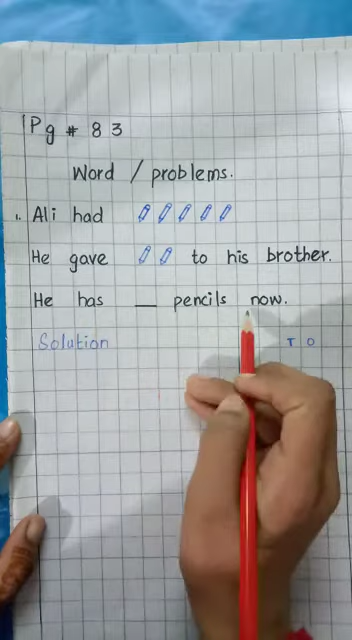 Pg # 83
Word / problems.
1. Ali had
He gave to his brother.
He has __ pencils now.
Solution T O